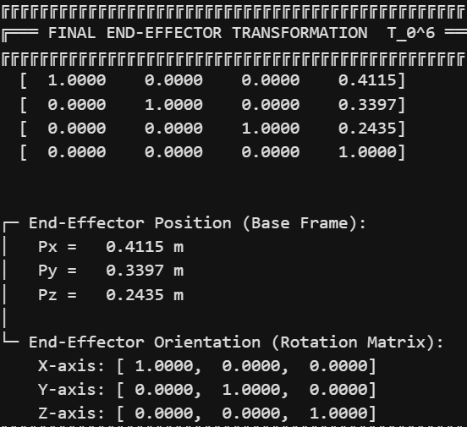 ╔═══ FINAL END-EFFECTOR TRANSFORMATION T_0^6 ══
[ 1.0000 0.0000 0.0000 0.4115]
[ 0.0000 1.0000 0.0000 0.3397]
[ 0.0000 0.0000 1.0000 0.2435]
[ 0.0000 0.0000 0.0000 1.0000]
┌─ End-Effector Position (Base Frame):
│ Px = 0.4115 m
│ Py = 0.3397 m
│ Pz = 0.2435 m
│
└─ End-Effector Orientation (Rotation Matrix):
X-axis: [ 1.0000, 0.0000, 0.0000]
Y-axis: [ 0.0000, 1.0000, 0.0000]
Z-axis: [ 0.0000, 0.0000, 1.0000]